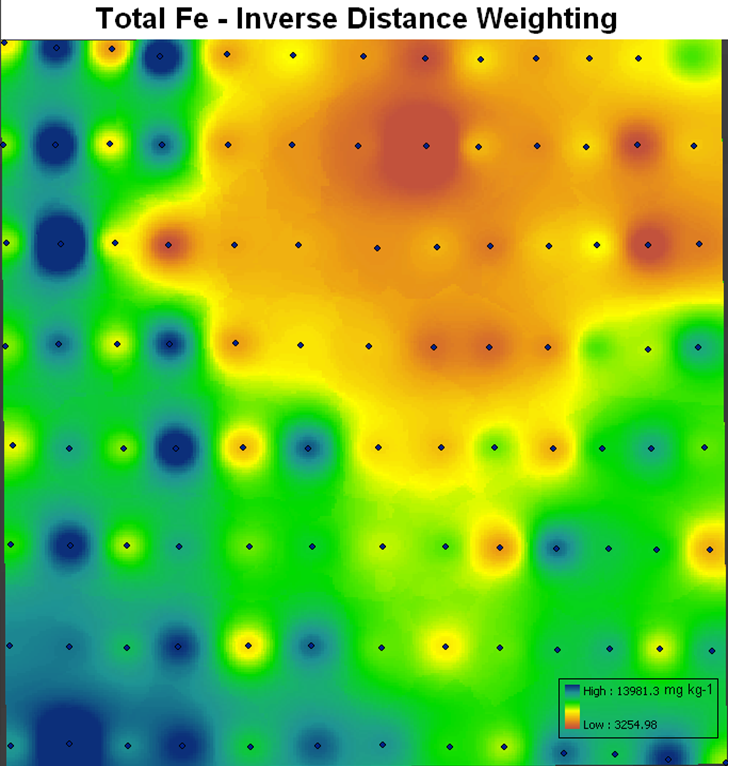 Total Fe - Inverse Distance Weighting
High : 13981.3 mg kg-1
Low : 3254.98